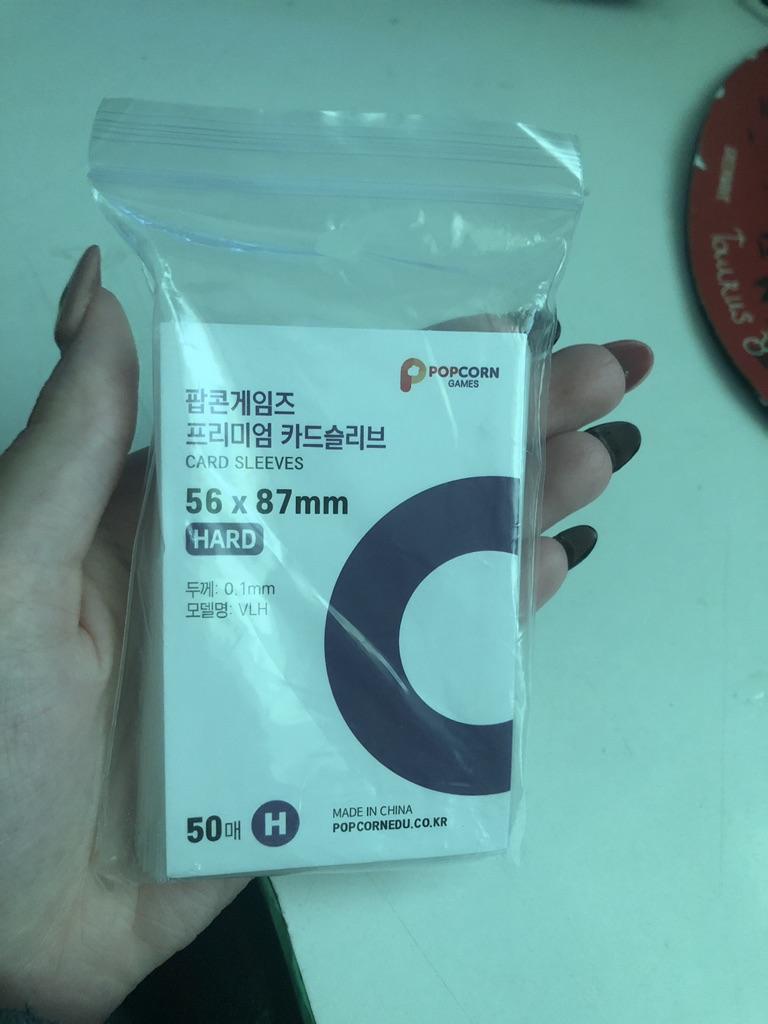 POPCORN
GAMES
팝콘게임즈
프리미엄 카드슬리브
CARD SLEEVES
56 x 87mm
HARD
두께: 0.1mm
모델명: VLH
50매 H
MADE IN CHINA
POPCORNEDU.CO.KR
Taurus